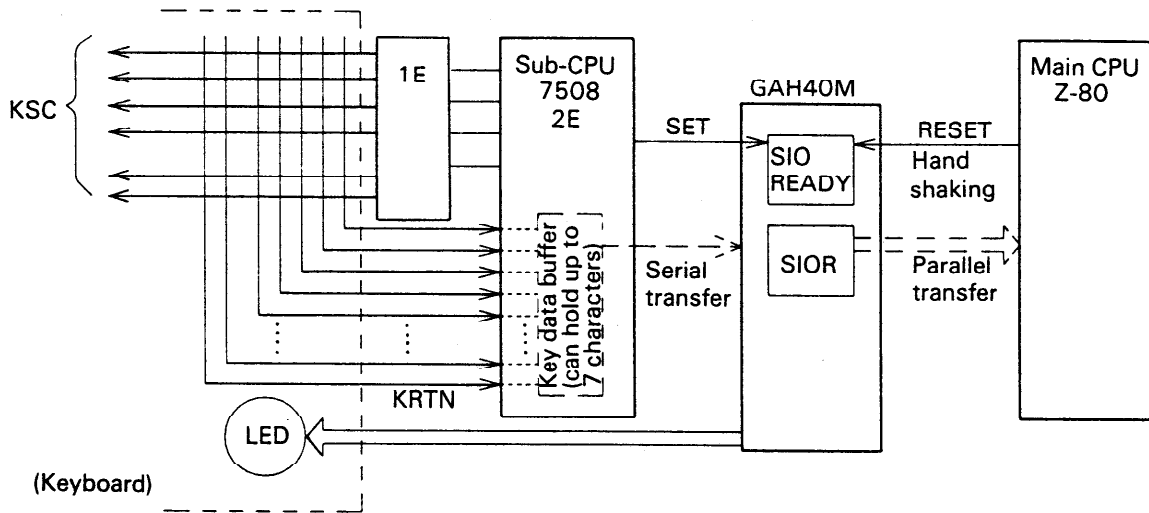 KSC
1E
Sub-CPU
7508
2E
Key data buffer
(can hold up to
7 characters)
KRTN
LED
(Keyboard)
SET
Serial
transfer
GAH40M
SIO
READY
SIOR
RESET
Hand
shaking
Parallel
transfer
Main CPU
Z-80